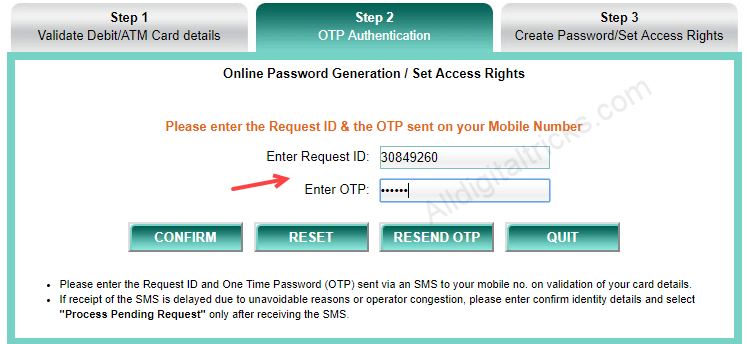 Step 1
Validate Debit/ATM Card details
Step 2
OTP Authentication
Step 3
Create Password/Set Access Rights
Online Password Generation / Set Access Rights
Please enter the Request ID & the OTP sent on your Mobile Number
Enter Request ID: 30849260
Enter OTP: ••••••
CONFIRM RESET RESEND OTP QUIT
• Please enter the Request ID and One Time Password (OTP) sent via an SMS to your mobile no. on validation of your card details.
• If receipt of the SMS is delayed due to unavoidable reasons or operator congestion, please enter confirm identity details and select
"Process Pending Request" only after receiving the SMS.
Alldigitaltricks.com